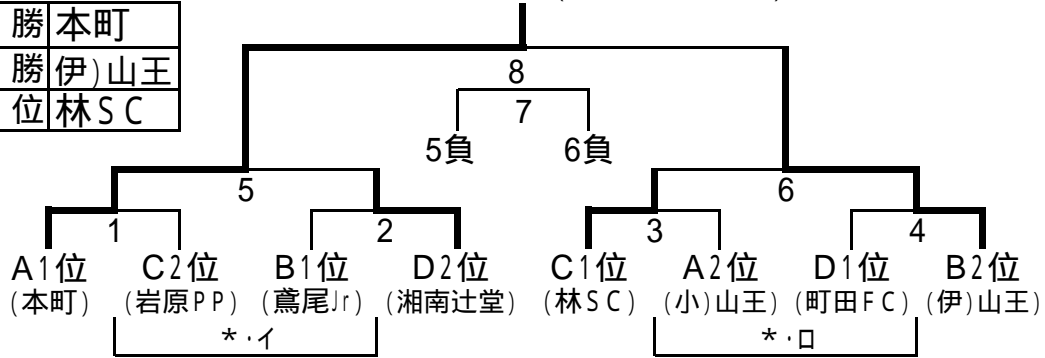 勝 本町
勝 伊)山王
位 林SC
8
7
5負 6負
5 6
1 2 3 4
A1位 C2位 B1位 D2位 C1位 A2位 D1位 B2位
(本町) (岩原PP) (鳶尾Jr) (湘南辻堂) (林SC) (小)山王) (町田FC) (伊)山王)
*・イ *・ロ